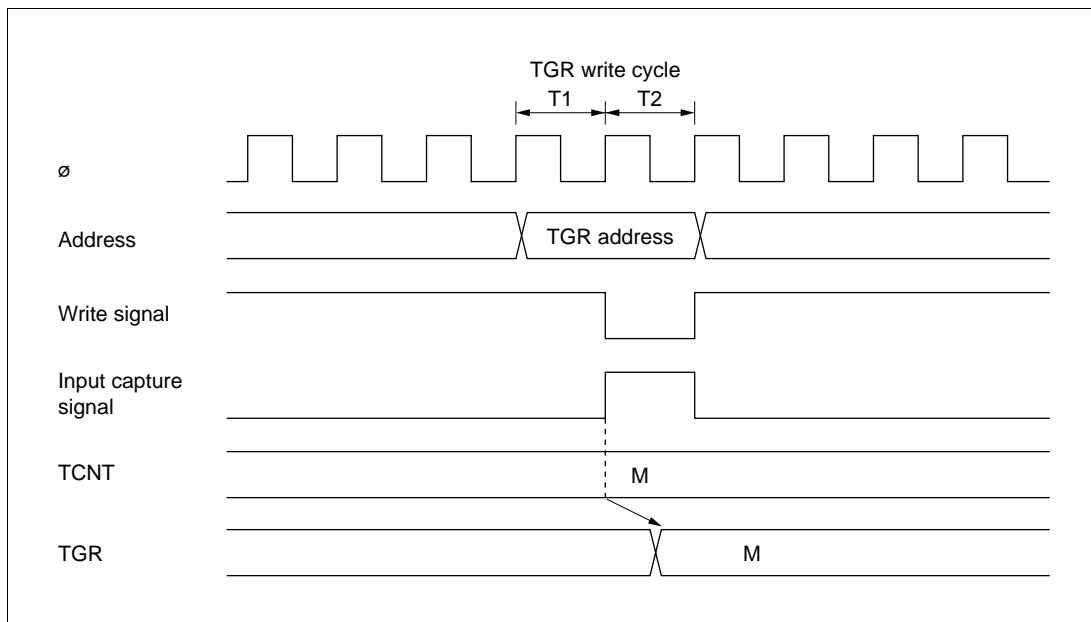 TGR write cycle
T1 T2
ø
Address
TGR address
Write signal
Input capture
signal
TCNT
M
TGR
M